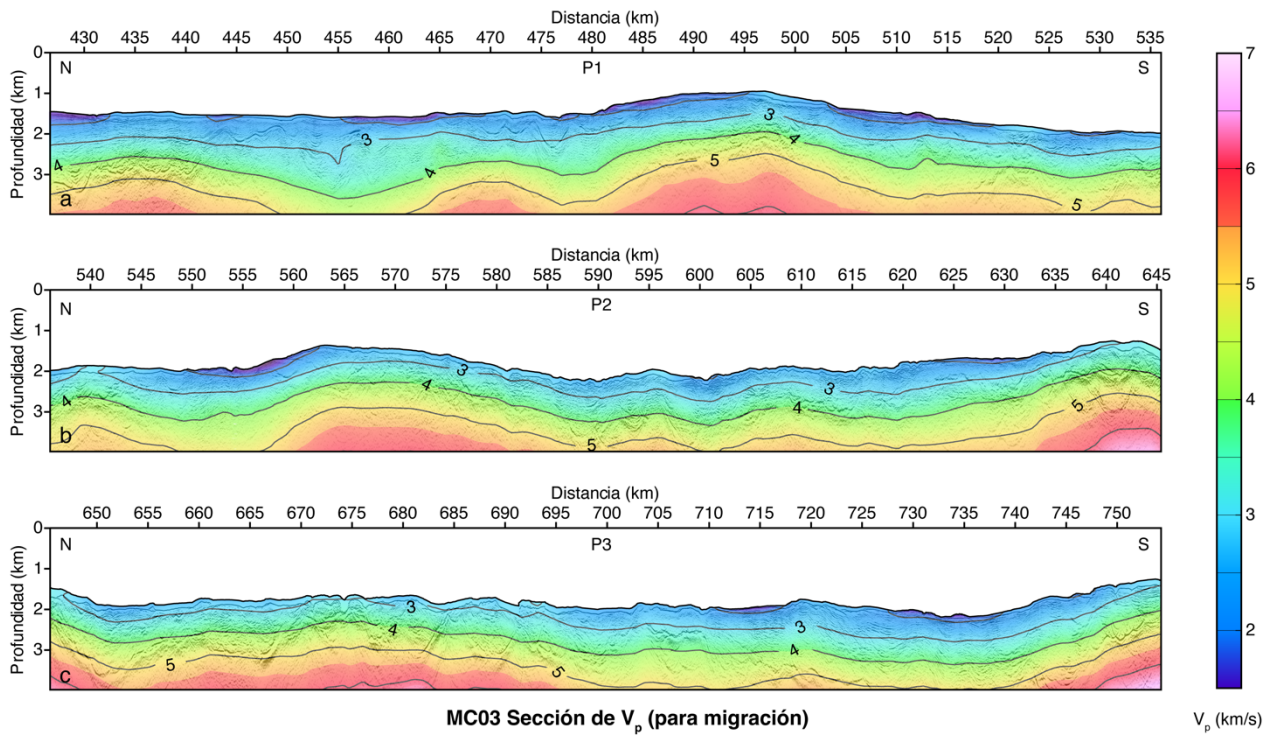 Distancia (km)
430 435 440 445 450 455 460 465 470 475 480 485 490 495 500 505 510 515 520 525 530 535
N P1 S
Profundidad (km)
0
1
2
3
3 3
4 4 4
5 5
a
Distancia (km)
540 545 550 555 560 565 570 575 580 585 590 595 600 605 610 615 620 625 630 635 640 645
N P2 S
Profundidad (km)
0
1
2
3
3 3
4 4 4
5 5
b
Distancia (km)
650 655 660 665 670 675 680 685 690 695 700 705 710 715 720 725 730 735 740 745 750
N P3 S
Profundidad (km)
0
1
2
3
3 3
4 4
5 5
c
MC03 Sección de Vp (para migración)
7
6
5
4
3
2
Vp (km/s)